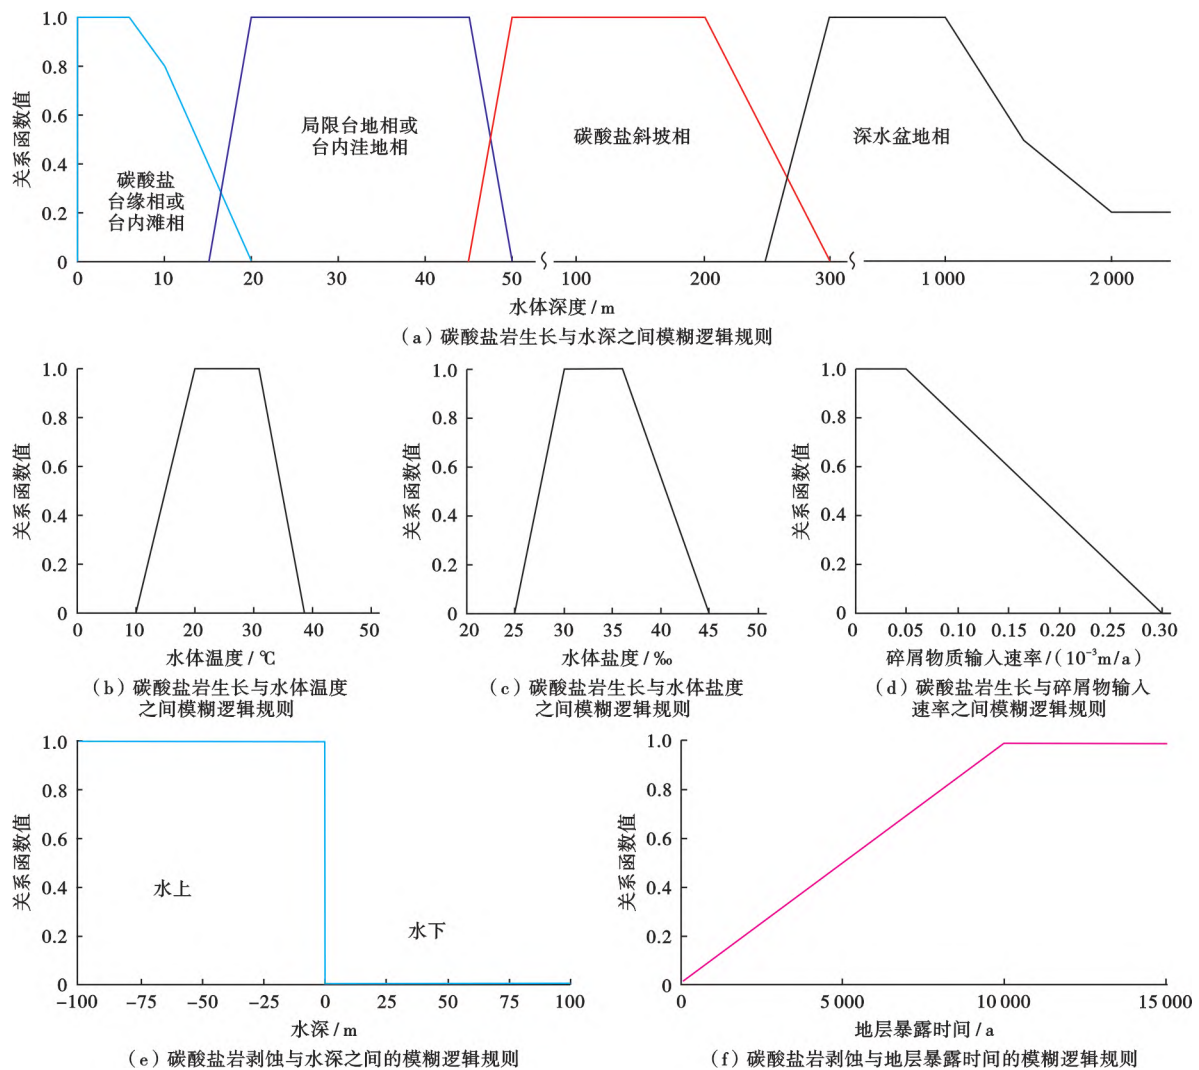 1.0
0.8
0.6
0.4
0.2
0
关系函数值
碳酸盐
台缘相或
台内滩相
局限台地相或
台内洼地相
碳酸盐斜坡相
深水盆地相
0 10 20 30 40 50 100 200 300 1 000 2 000
水体深度 / m
（a）碳酸盐岩生长与水深之间模糊逻辑规则
1.0
0.8
0.6
0.4
0.2
0
关系函数值
0 10 20 30 40 50
水体温度 / ℃
（b）碳酸盐岩生长与水体温度
之间模糊逻辑规则
1.0
0.8
0.6
0.4
0.2
0
关系函数值
20 25 30 35 40 45 50
水体盐度 / ‰
（c）碳酸盐岩生长与水体盐度
之间模糊逻辑规则
1.0
0.8
0.6
0.4
0.2
0
关系函数值
0 0.05 0.10 0.15 0.20 0.25 0.30
碎屑物质输入速率 /（10⁻³m/a）
（d）碳酸盐岩生长与碎屑物输入
速率之间模糊逻辑规则
1.0
0.8
0.6
0.4
0.2
0
关系函数值
水上
水下
−100 −75 −50 −25 0 25 50 75 100
水深 / m
（e）碳酸盐岩剥蚀与水深之间的模糊逻辑规则
1.0
0.8
0.6
0.4
0.2
0
关系函数值
0 5 000 10 000 15 000
地层暴露时间 / a
（f）碳酸盐岩剥蚀与地层暴露时间的模糊逻辑规则